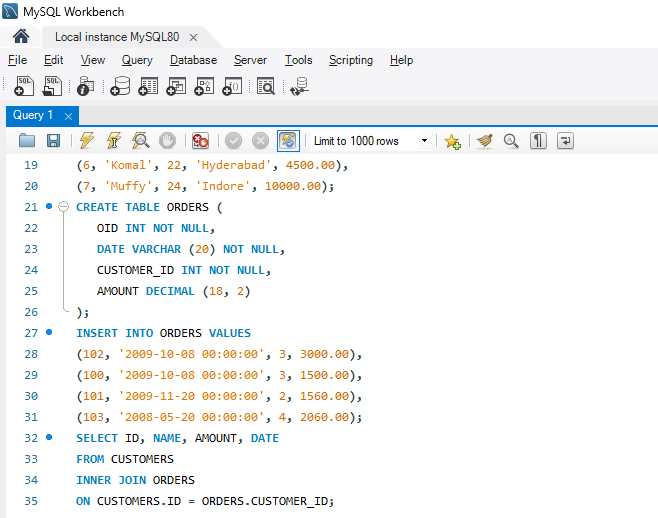 MySQL Workbench
Local instance MySQL80
File Edit View Query Database Server Tools Scripting Help
SQL SQL
Query 1
Limit to 1000 rows
19 (6, 'Komal', 22, 'Hyderabad', 4500.00),
20 (7, 'Muffy', 24, 'Indore', 10000.00);
21 CREATE TABLE ORDERS (
22 OID INT NOT NULL,
23 DATE VARCHAR (20) NOT NULL,
24 CUSTOMER_ID INT NOT NULL,
25 AMOUNT DECIMAL (18, 2)
26 );
27 INSERT INTO ORDERS VALUES
28 (102, '2009-10-08 00:00:00', 3, 3000.00),
29 (100, '2009-10-08 00:00:00', 3, 1500.00),
30 (101, '2009-11-20 00:00:00', 2, 1560.00),
31 (103, '2008-05-20 00:00:00', 4, 2060.00);
32 SELECT ID, NAME, AMOUNT, DATE
33 FROM CUSTOMERS
34 INNER JOIN ORDERS
35 ON CUSTOMERS.ID = ORDERS.CUSTOMER_ID;